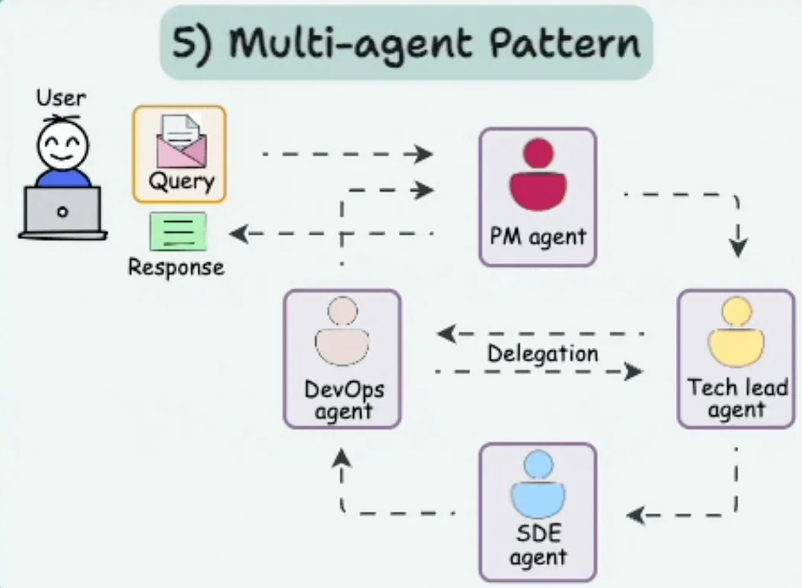 5) Multi-agent Pattern
User
Query
Response
PM agent
Delegation
DevOps
agent
Tech lead
agent
SDE
agent